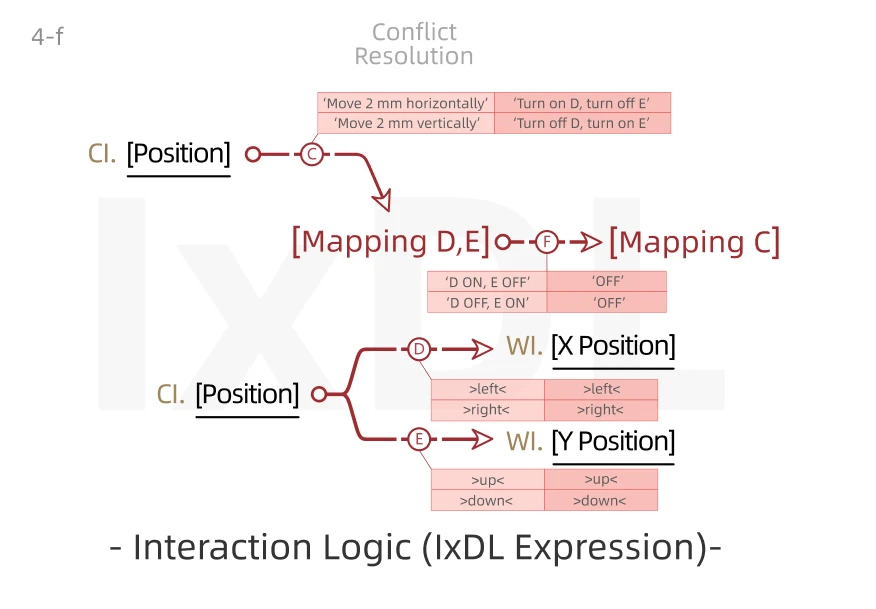 4-f
Conflict
Resolution
‘Move 2 mm horizontally’ ‘Turn on D, turn off E’
‘Move 2 mm vertically’ ‘Turn off D, turn on E’
CI. [Position] C
[Mapping D,E] F [Mapping C]
‘D ON, E OFF’ ‘OFF’
‘D OFF, E ON’ ‘OFF’
D WI. [X Position]
>left< >left<
>right< >right<
CI. [Position]
E WI. [Y Position]
>up< >up<
>down< >down<
IxDL
- Interaction Logic (IxDL Expression)-